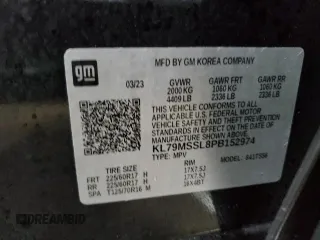 gm
MFD BY GM KOREA COMPANY
03/23 GVWR GAWR FRT GAWR RR
2000 KG 1060 KG 1060 KG
4409 LB 2336 LB 2336 LB
THIS VEHICLE CONFORMS TO ALL APPLICABLE U.S. FEDERAL
MOTOR VEHICLE SAFETY, BUMPER, AND THEFT PREVENTION
STANDARDS IN EFFECT ON THE DATE OF MANUFACTURE SHOWN ABOVE.
KL79MSSL8PB152974
TYPE: MPV MODEL:
TIRE RIM
FRT 225/60R17 H 17X7.5J
RR 225/60R17 H 17X7.5J
SPA T125/70R16 M 16X4BT